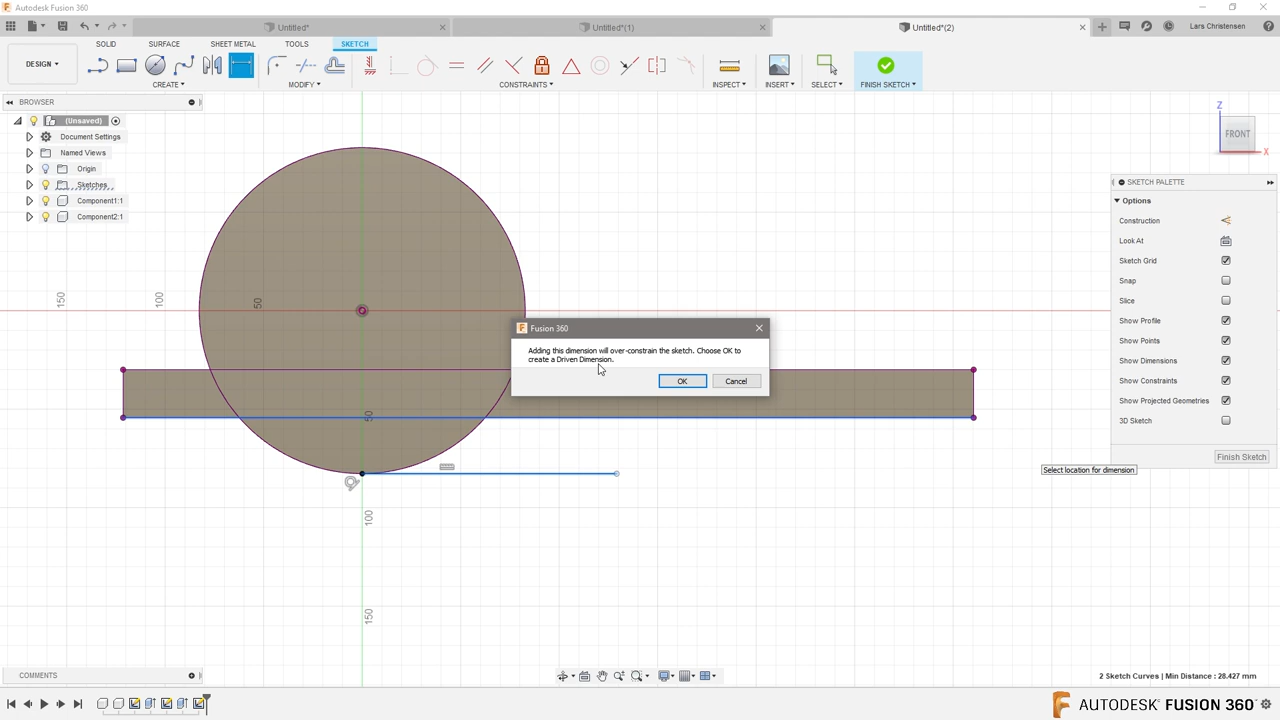 Autodesk Fusion 360
Untitled*
Untitled*(1)
Untitled*(2)
Lars Christensen
SOLID
SURFACE
SHEET METAL
TOOLS
SKETCH
DESIGN
CREATE
MODIFY
CONSTRAINTS
INSPECT
INSERT
SELECT
FINISH SKETCH
BROWSER
(Unsaved)
Document Settings
Named Views
Origin
Sketches
Component1:1
Component2:1
Z
FRONT
X
SKETCH PALETTE
Options
Construction
Look At
Sketch Grid
Snap
Slice
Show Profile
Show Points
Show Dimensions
Show Constraints
Show Projected Geometries
3D Sketch
Finish Sketch
150
100
50
50
100
150
Fusion 360
Adding this dimension will over-constrain the sketch. Choose OK to
create a Driven Dimension.
OK
Cancel
Select location for dimension
COMMENTS
2 Sketch Curves | Min Distance : 28.427 mm
AUTODESK FUSION 360